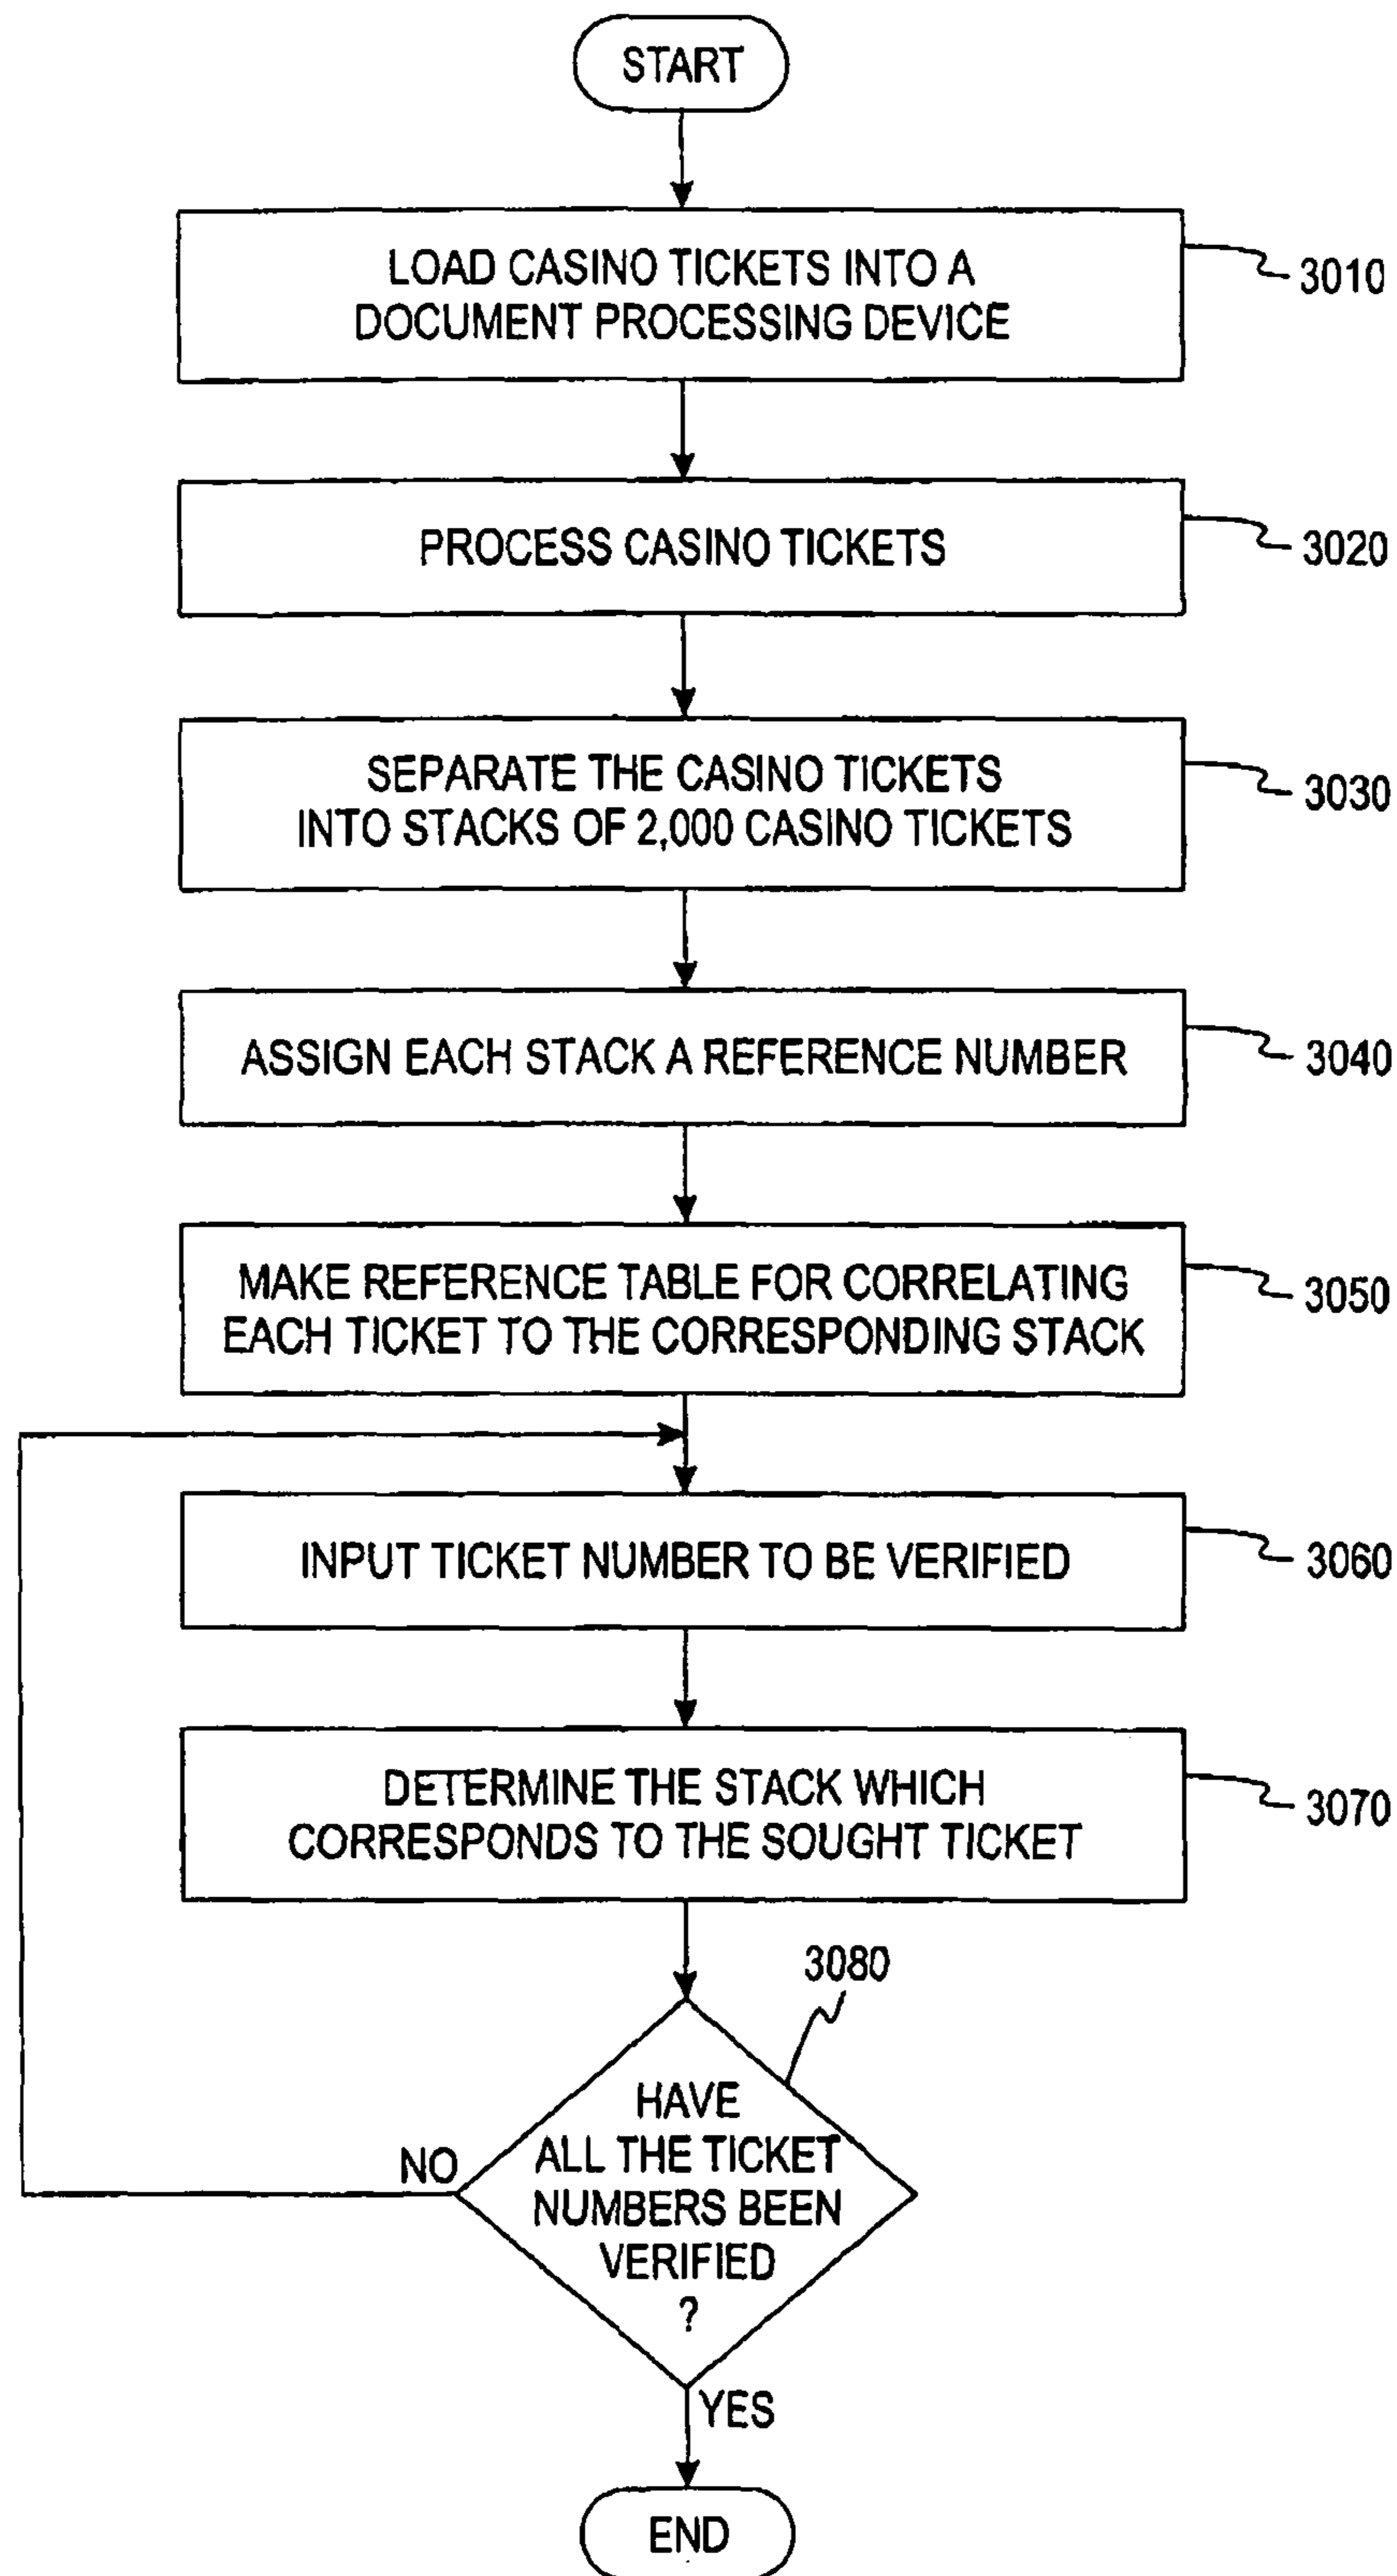 START
LOAD CASINO TICKETS INTO A
DOCUMENT PROCESSING DEVICE
3010
PROCESS CASINO TICKETS
3020
SEPARATE THE CASINO TICKETS
INTO STACKS OF 2,000 CASINO TICKETS
3030
ASSIGN EACH STACK A REFERENCE NUMBER
3040
MAKE REFERENCE TABLE FOR CORRELATING
EACH TICKET TO THE CORRESPONDING STACK
3050
INPUT TICKET NUMBER TO BE VERIFIED
3060
DETERMINE THE STACK WHICH
CORRESPONDS TO THE SOUGHT TICKET
3070
3080
HAVE
ALL THE TICKET
NUMBERS BEEN
VERIFIED
?
NO
YES
END